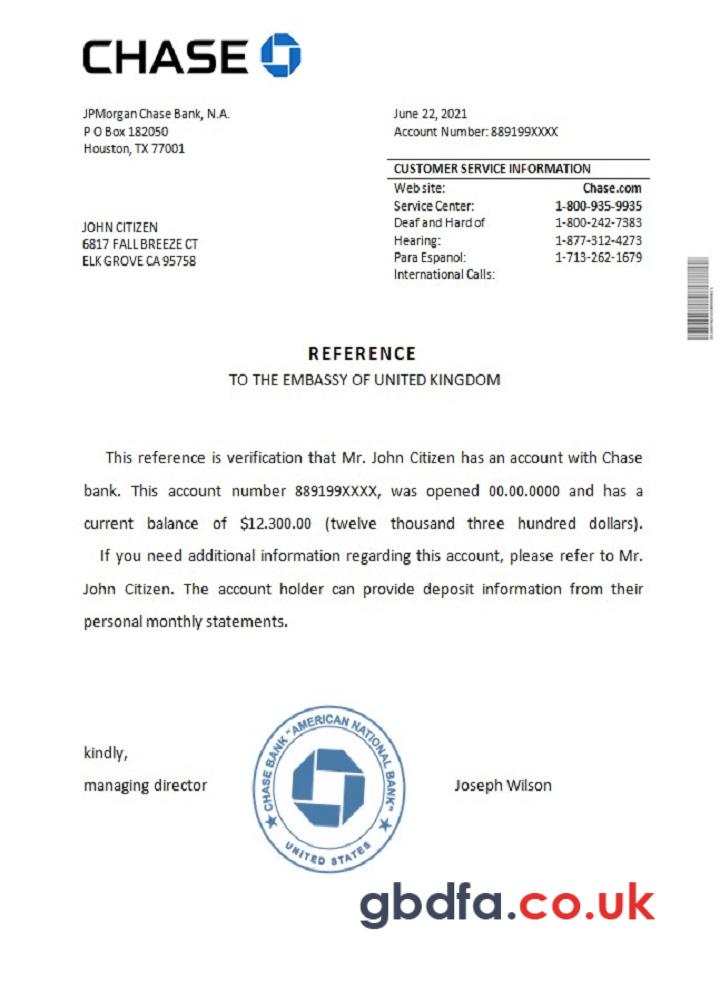 CHASE
JPMorgan Chase Bank, N.A.
P O Box 182050
Houston, TX 77001
June 22, 2021
Account Number: 889199XXXX
CUSTOMER SERVICE INFORMATION
Web site: Chase.com
Service Center: 1-800-935-9935
Deaf and Hard of 1-800-242-7383
Hearing: 1-877-312-4273
Para Espanol: 1-713-262-1679
International Calls:
JOHN CITIZEN
6817 FALL BREEZE CT
ELK GROVE CA 95758
REFERENCE
TO THE EMBASSY OF UNITED KINGDOM
This reference is verification that Mr. John Citizen has an account with Chase
bank. This account number 889199XXXX, was opened 00.00.0000 and has a
current balance of $12.300.00 (twelve thousand three hundred dollars).
If you need additional information regarding this account, please refer to Mr.
John Citizen. The account holder can provide deposit information from their
personal monthly statements.
kindly,
managing director
CHASE BANK "AMERICAN NATIONAL BANK"
UNITED STATES
Joseph Wilson
gbdfa.co.uk